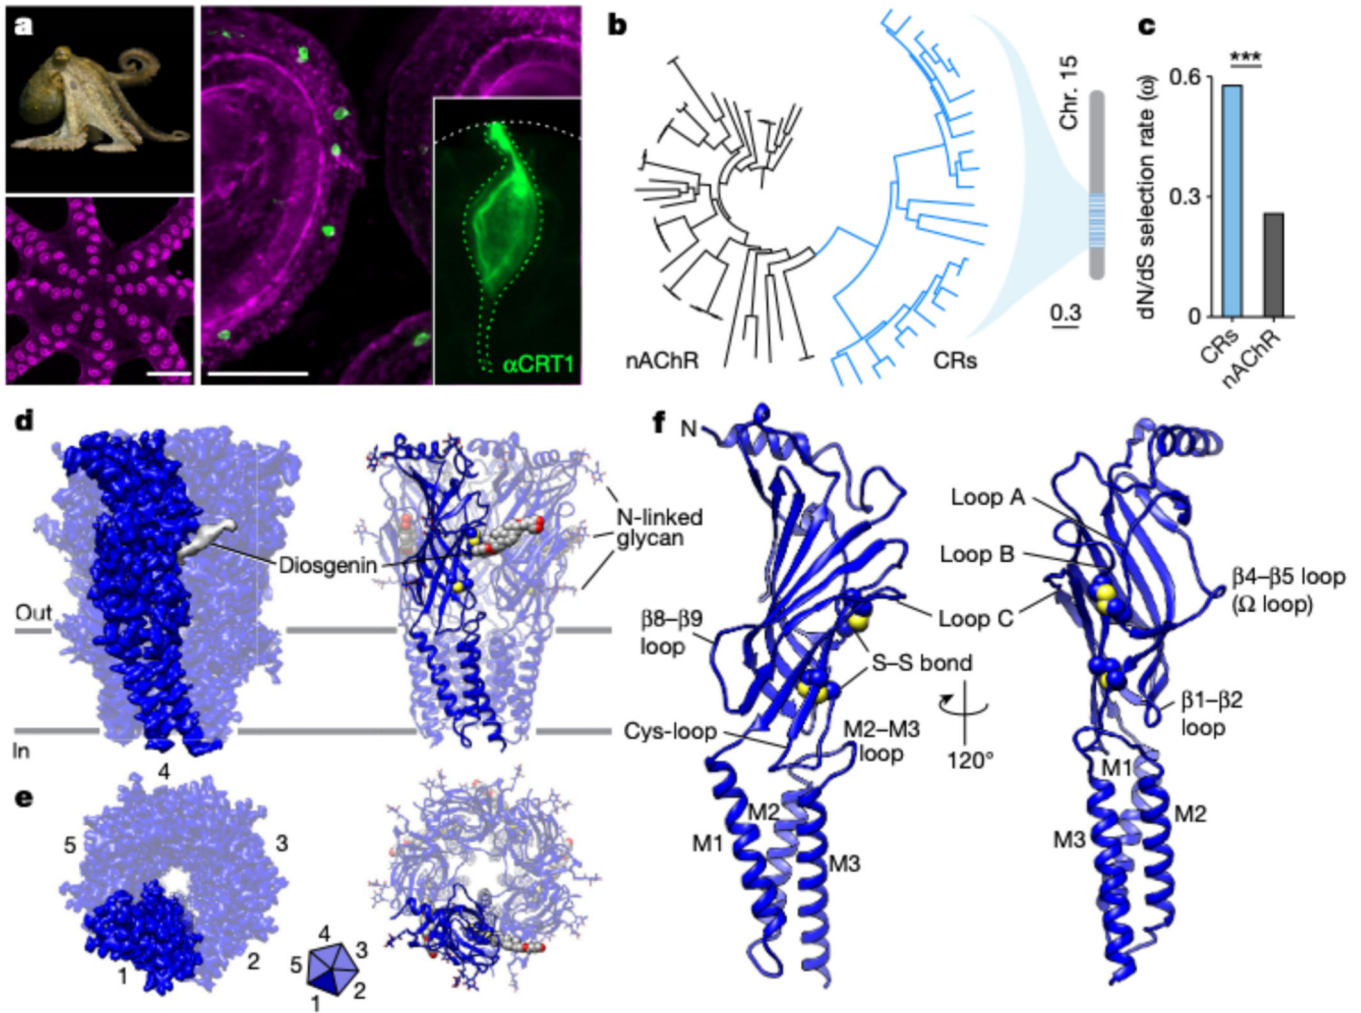 a
αCRT1
b
nAChR
CRs
Chr. 15
0.3
c
***
dN/dS selection rate (ω)
0.6
0.3
0
CRs
nAChR
d
Diosgenin
N-linked
glycan
Out
In
e
4
5
3
1
2
4
3
5
2
1
f
N
Loop A
Loop B
β4–β5 loop
(Ω loop)
Loop C
β8–β9
loop
S–S bond
β1–β2
loop
Cys-loop
M2–M3
loop
120°
M1
M2
M3
M1
M2
M3